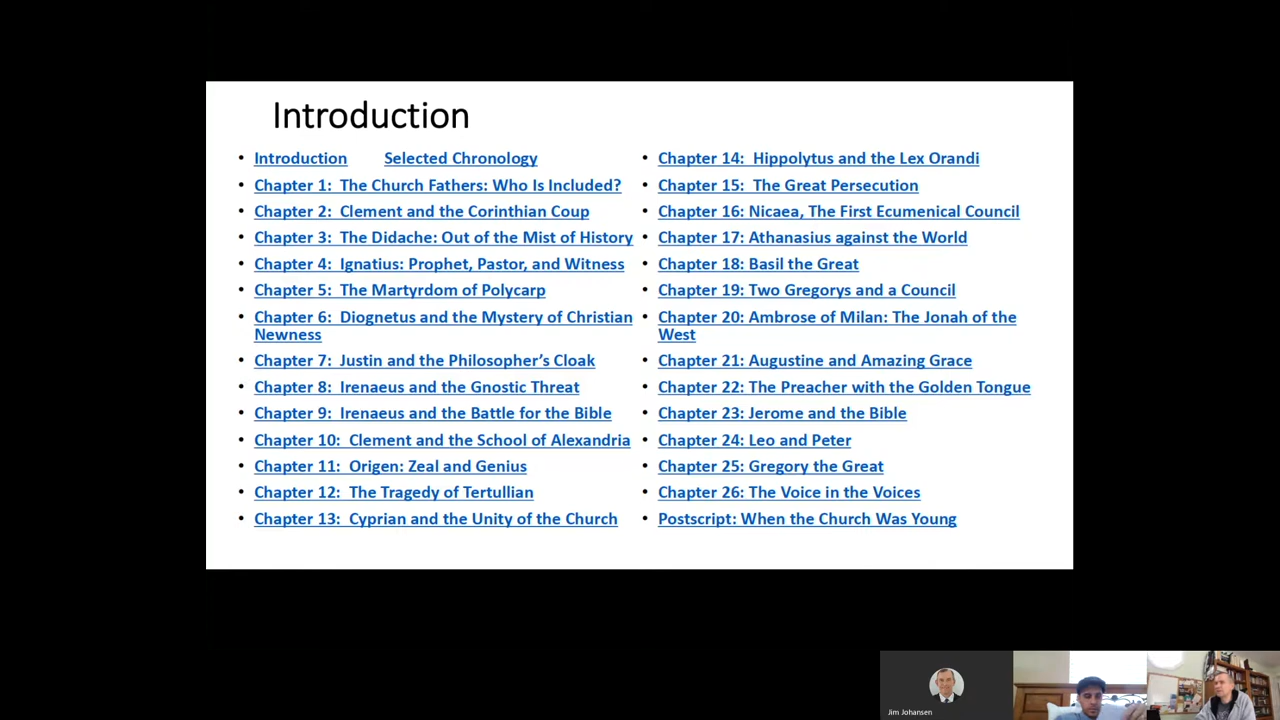 Introduction
• Introduction Selected Chronology
• Chapter 1: The Church Fathers: Who Is Included?
• Chapter 2: Clement and the Corinthian Coup
• Chapter 3: The Didache: Out of the Mist of History
• Chapter 4: Ignatius: Prophet, Pastor, and Witness
• Chapter 5: The Martyrdom of Polycarp
• Chapter 6: Diognetus and the Mystery of Christian
Newness
• Chapter 7: Justin and the Philosopher’s Cloak
• Chapter 8: Irenaeus and the Gnostic Threat
• Chapter 9: Irenaeus and the Battle for the Bible
• Chapter 10: Clement and the School of Alexandria
• Chapter 11: Origen: Zeal and Genius
• Chapter 12: The Tragedy of Tertullian
• Chapter 13: Cyprian and the Unity of the Church
• Chapter 14: Hippolytus and the Lex Orandi
• Chapter 15: The Great Persecution
• Chapter 16: Nicaea, The First Ecumenical Council
• Chapter 17: Athanasius against the World
• Chapter 18: Basil the Great
• Chapter 19: Two Gregorys and a Council
• Chapter 20: Ambrose of Milan: The Jonah of the
West
• Chapter 21: Augustine and Amazing Grace
• Chapter 22: The Preacher with the Golden Tongue
• Chapter 23: Jerome and the Bible
• Chapter 24: Leo and Peter
• Chapter 25: Gregory the Great
• Chapter 26: The Voice in the Voices
• Postscript: When the Church Was Young
Jim Johansen